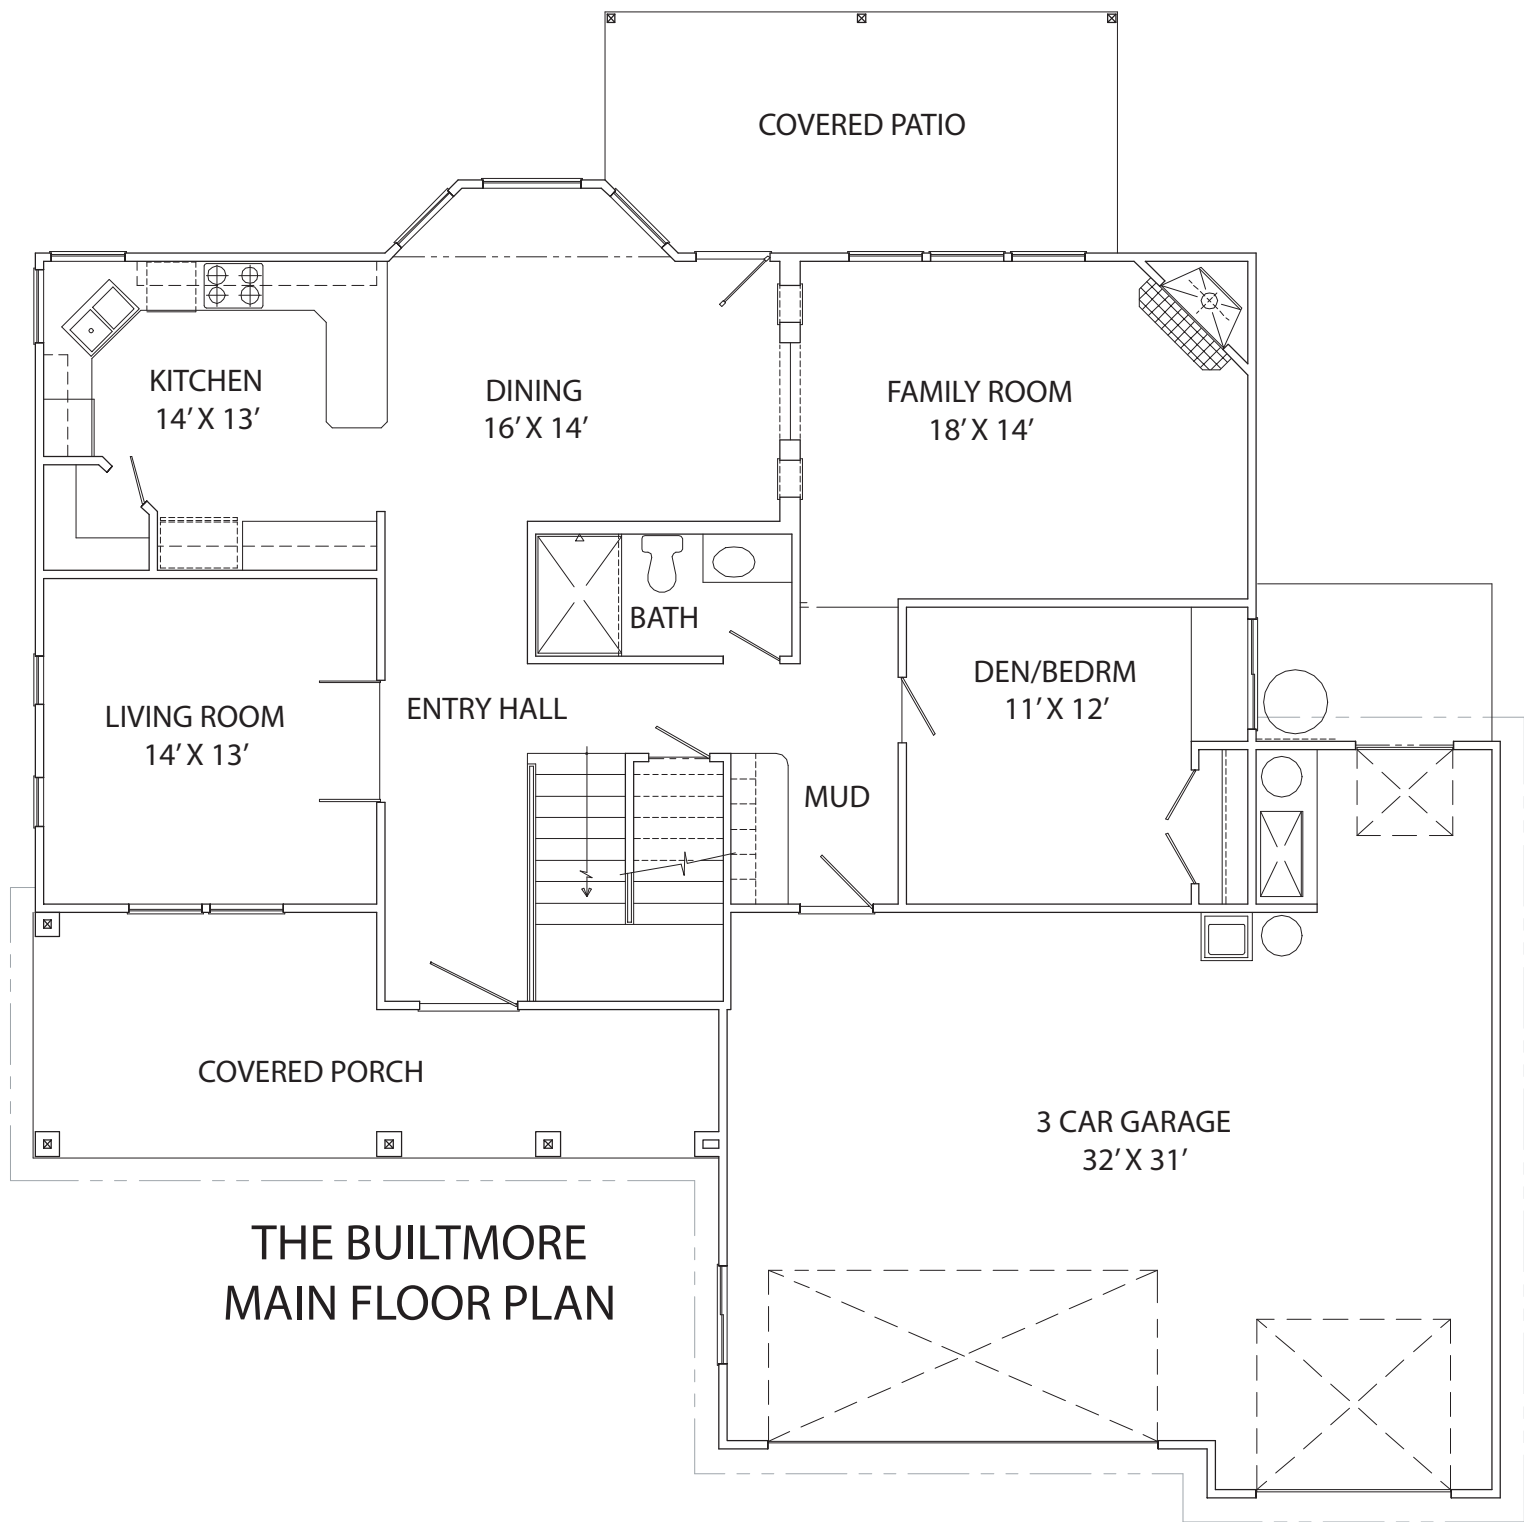 COVERED PATIO
KITCHEN
14’ X 13’
DINING
16’ X 14’
FAMILY ROOM
18’ X 14’
BATH
LIVING ROOM
14’ X 13’
ENTRY HALL
DEN/BEDRM
11’ X 12’
MUD
COVERED PORCH
3 CAR GARAGE
32’ X 31’
THE BUILTMORE
MAIN FLOOR PLAN